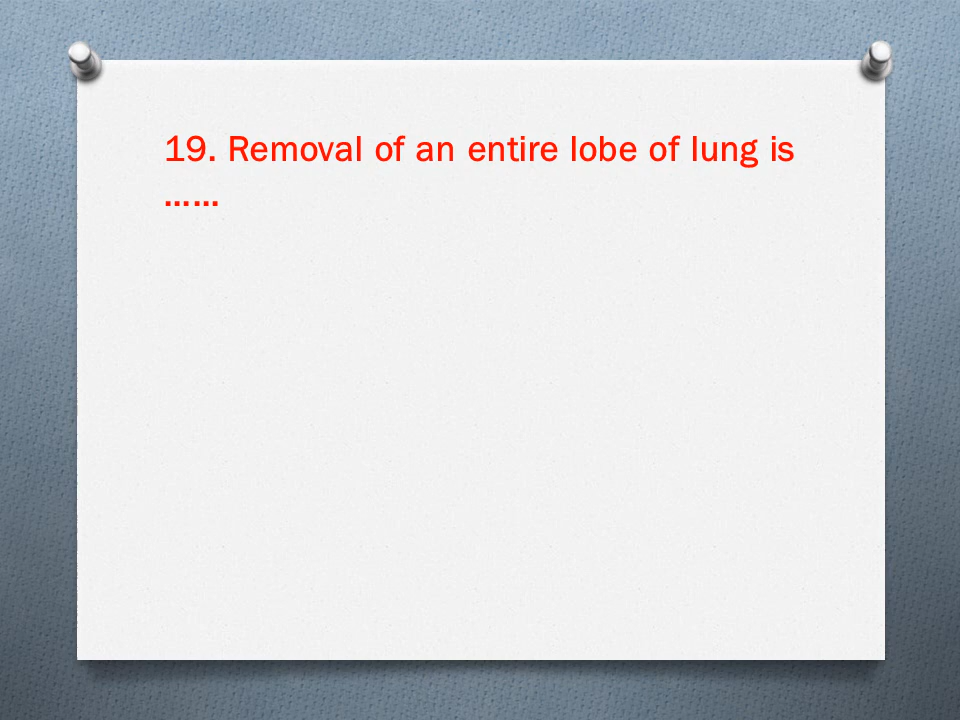 19. Removal of an entire lobe of lung is
……